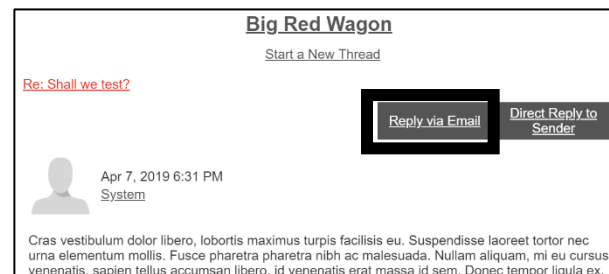 Big Red Wagon
Start a New Thread
Re: Shall we test?
Reply via Email
Direct Reply to
Sender
Apr 7, 2019 6:31 PM
System
Cras vestibulum dolor libero, lobortis maximus turpis facilisis eu. Suspendisse laoreet tortor nec
urna elementum mollis. Fusce pharetra pharetra nibh ac malesuada. Nullam aliquam, mi eu cursus
venenatis, sapien tellus accumsan libero, id venenatis erat massa id sem. Donec tempor ligula ex,